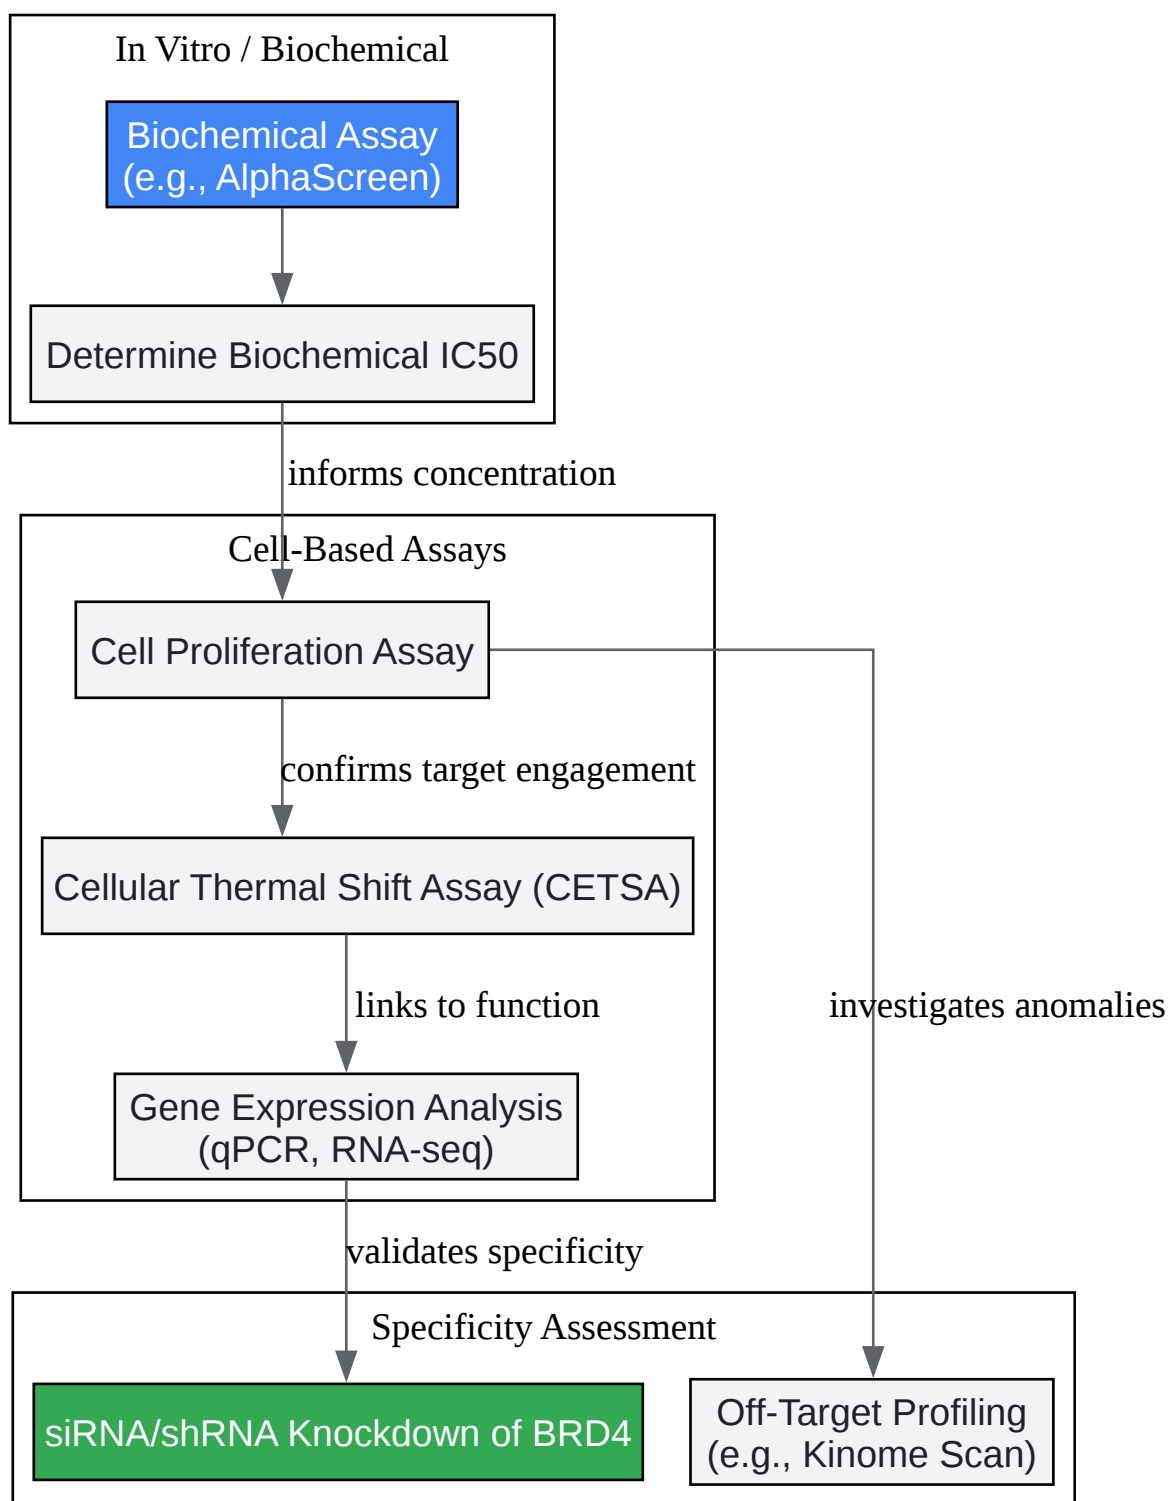 In Vitro / Biochemical
Biochemical Assay
(e.g., AlphaScreen)
Determine Biochemical IC50
informs concentration
Cell-Based Assays
Cell Proliferation Assay
confirms target engagement
Cellular Thermal Shift Assay (CETSA)
links to function
investigates anomalies
Gene Expression Analysis
(qPCR, RNA-seq)
validates specificity
Specificity Assessment
siRNA/shRNA Knockdown of BRD4
Off-Target Profiling
(e.g., Kinome Scan)